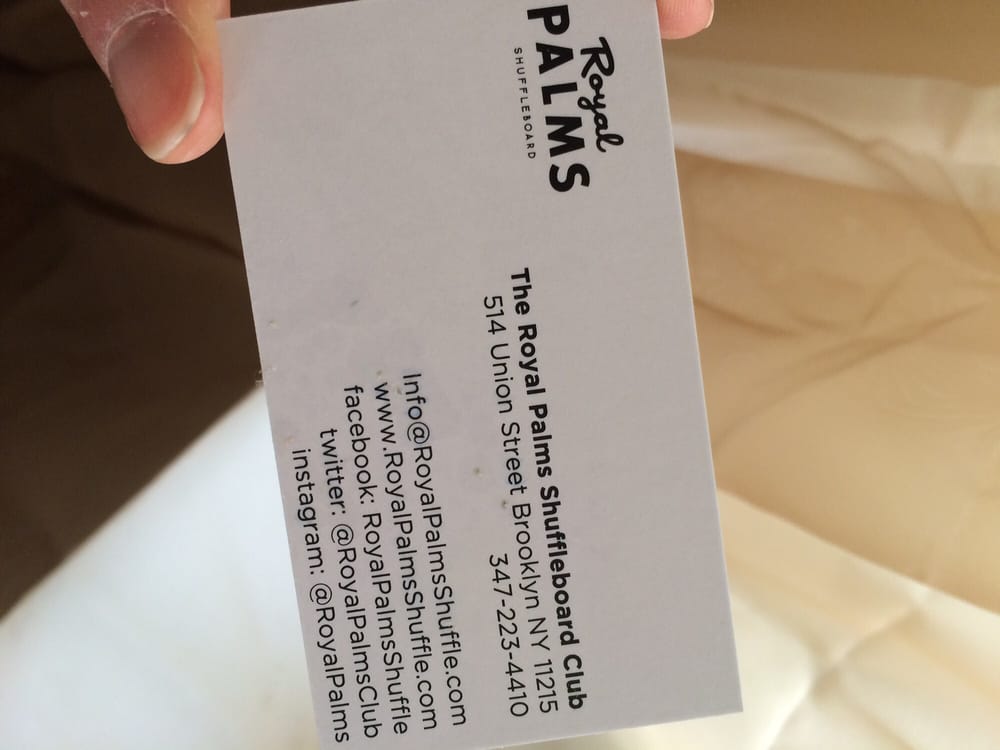 Royal
PALMS
SHUFFLEBOARD
The Royal Palms Shuffleboard Club
514 Union Street Brooklyn NY 11215
347-223-4410
Info@RoyalPalmsShuffle.com
www.RoyalPalmsShuffle.com
facebook: RoyalPalmsShuffle
twitter: @RoyalPalmsClub
instagram: @RoyalPalms